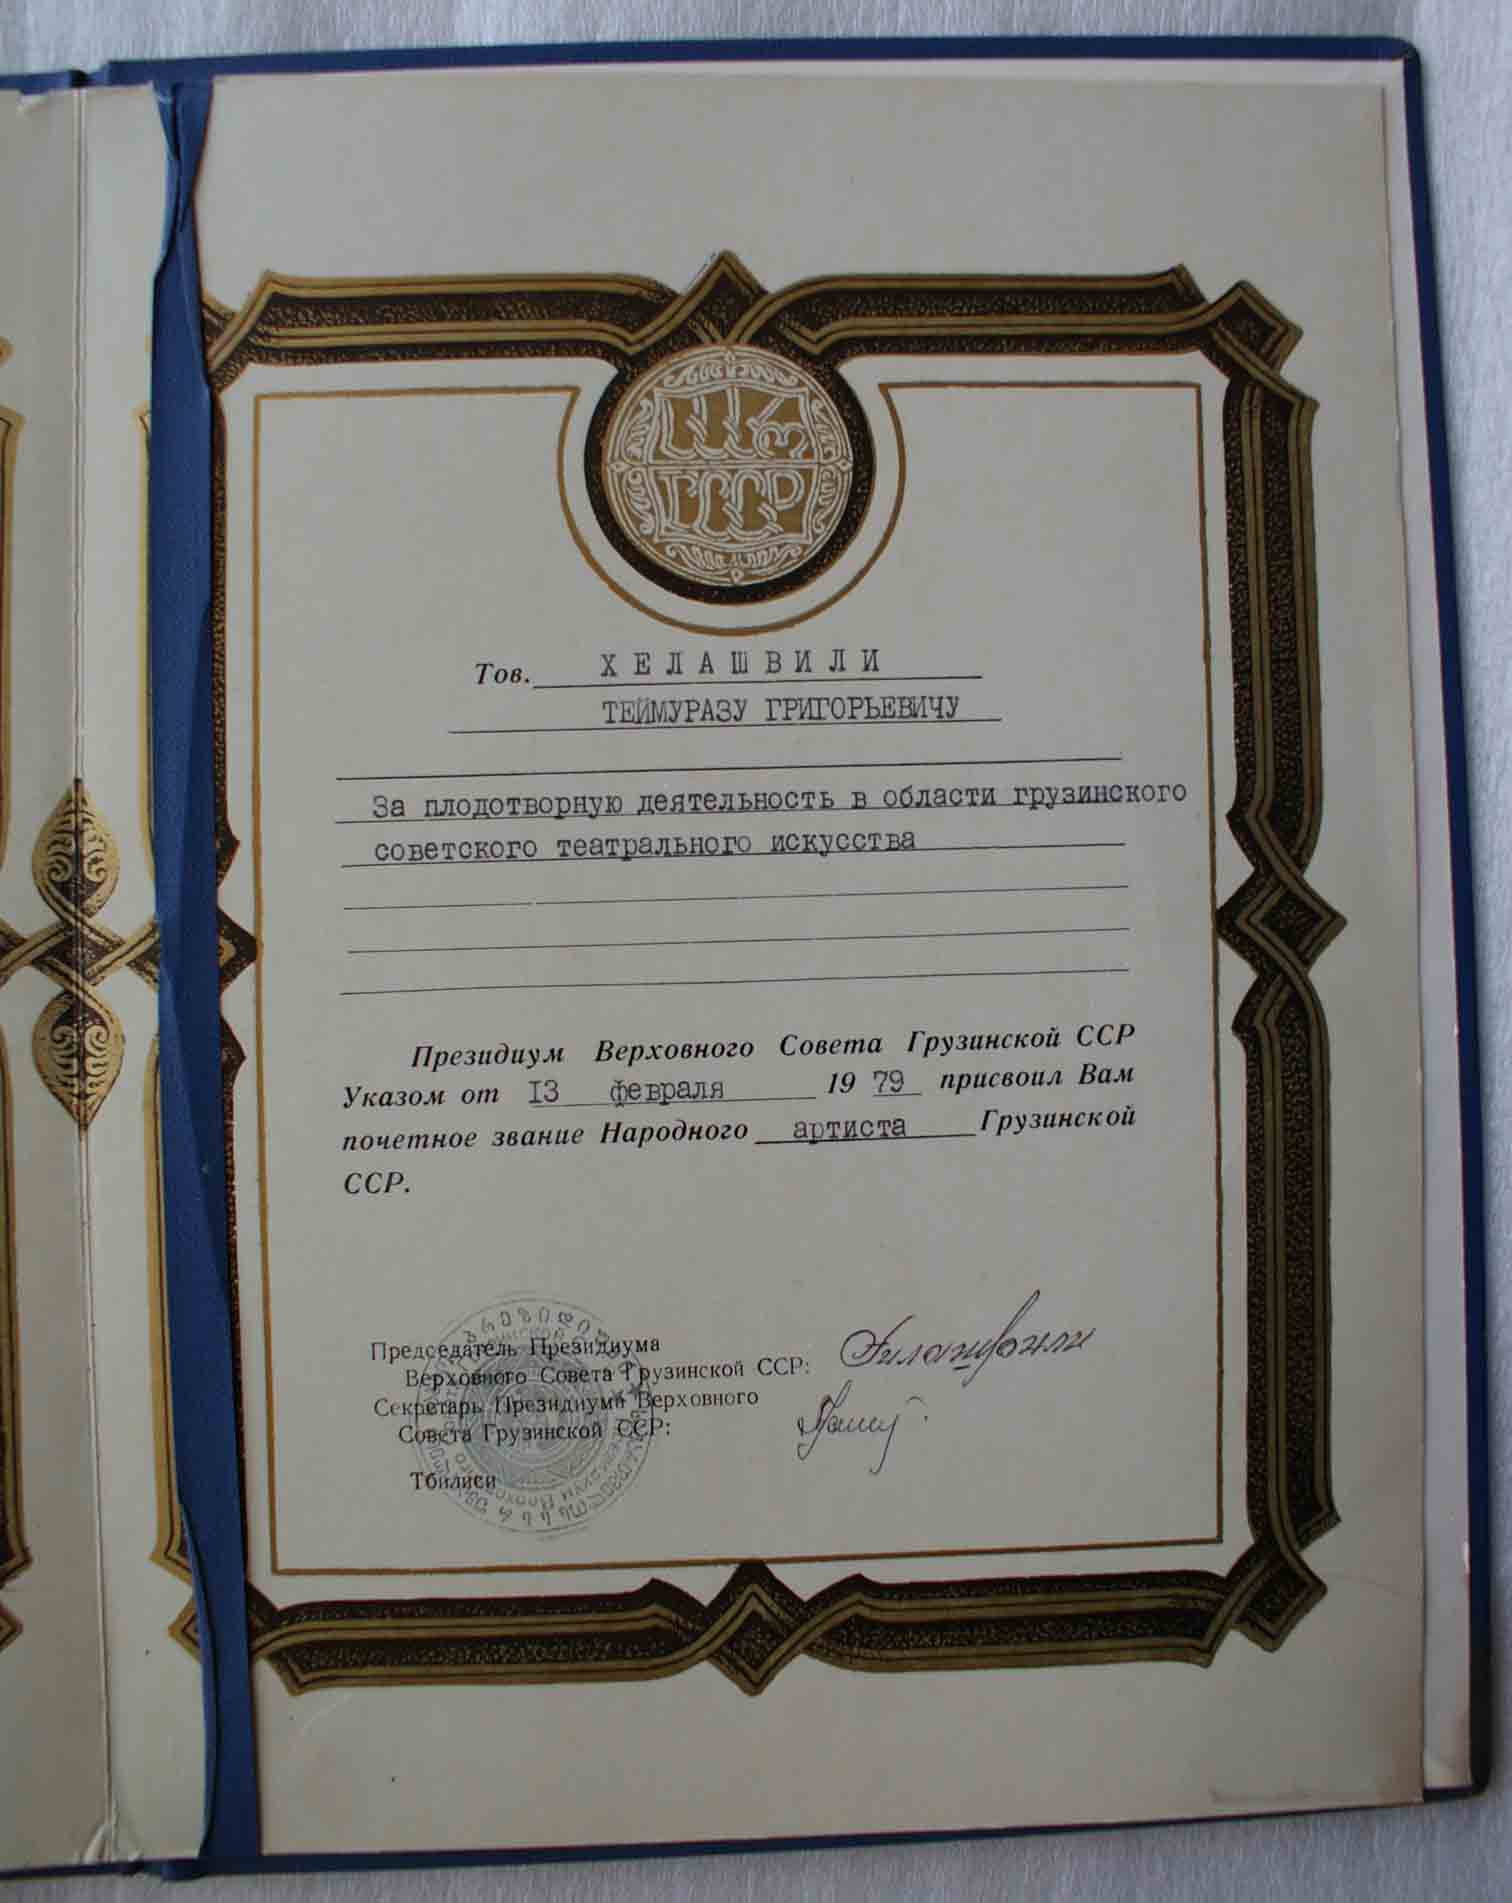 ГССР
Тов. ХЕЛАШВИЛИ
ТЕЙМУРАЗУ ГРИГОРЬЕВИЧУ
За плодотворную деятельность в области грузинского
советского театрального искусства
Президиум Верховного Совета Грузинской ССР
Указом от 13 февраля 1979 присвоил Вам
почетное звание Народного артиста Грузинской
ССР.
Председатель Президиума
Верховного Совета Грузинской ССР:
Секретарь Президиума Верховного
Совета Грузинской ССР:
Тбилиси